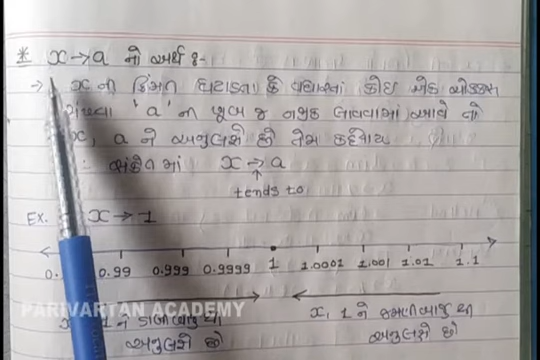 * x→a નો અર્થ :-
→ x ની કિંમત ઘટાડતા કે વધારતાં કોઇ એક ચોક્કસ
સંખ્યા 'a' ની ખુબ જ નજીક લાવવામાં આવે તો
x, a ને અનુલક્ષે છે તેમ કહેવાય
સંકેત માં x→a
↑
tends to
Ex. x→1
0. 0.99 0.999 0.9999 1 1.0001 1.001 1.01 1.1
PARIVARTAN ACADEMY
x, 1 ને ડાબી બાજુ થી x, 1 ને જમણી બાજુ થી
અનુલક્ષે છે અનુલક્ષે છે